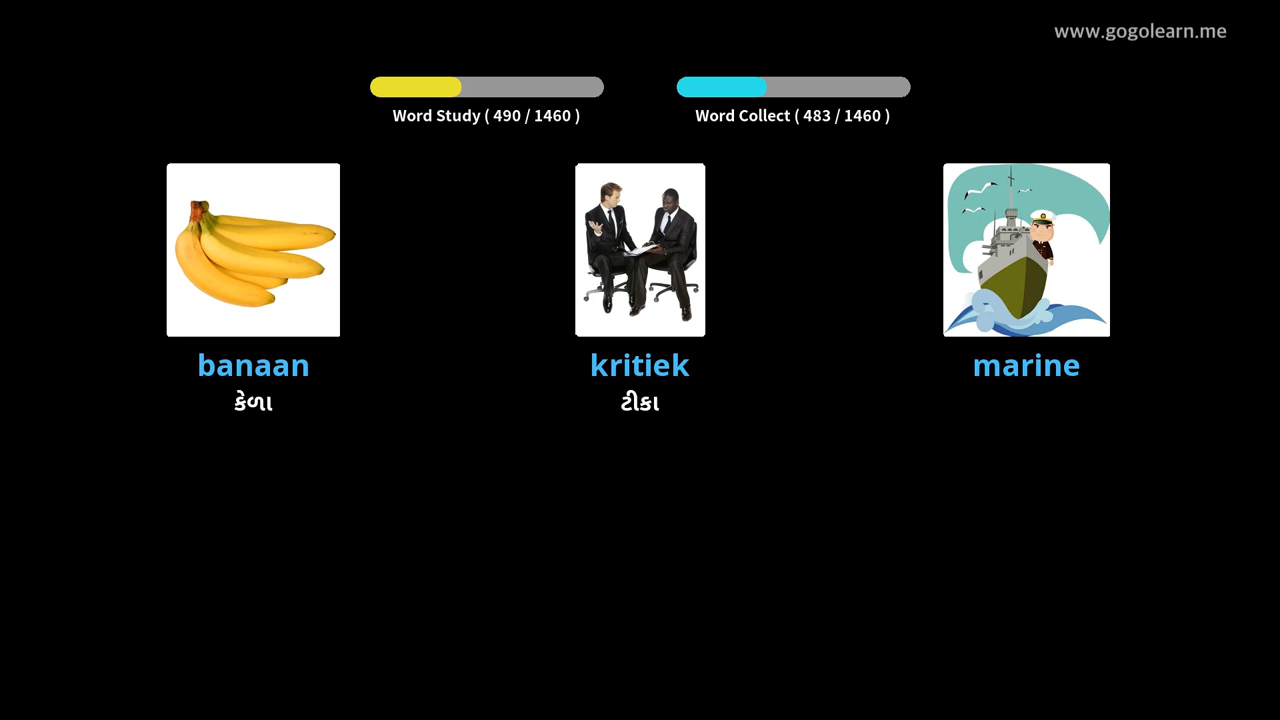 www.gogolearn.me
Word Study ( 490 / 1460 )
Word Collect ( 483 / 1460 )
banaan
kritiek
marine
કેળા
ટીકા